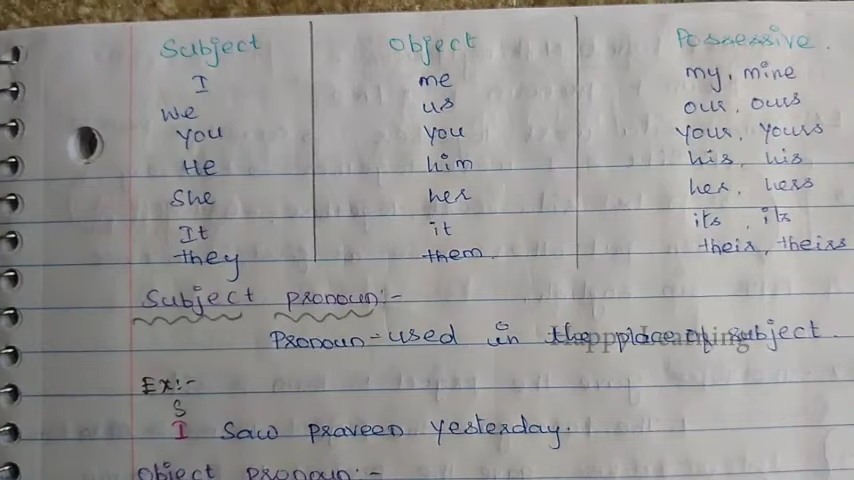 Subject Object Possessive.
I me my, mine
we us our, ours
you you your, yours
He him his, his
She her her, hers
It it its, its
they them their, theirs
Subject pronoun:-
Pronoun - used in the place of subject.
Happy Learning
Ex:-
S
I saw praveen yesterday.
Object pronoun:-